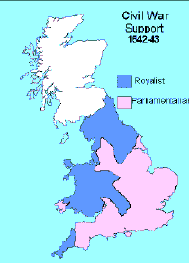 Civil War
Support
1642-43
Royalist
Parliamentarian